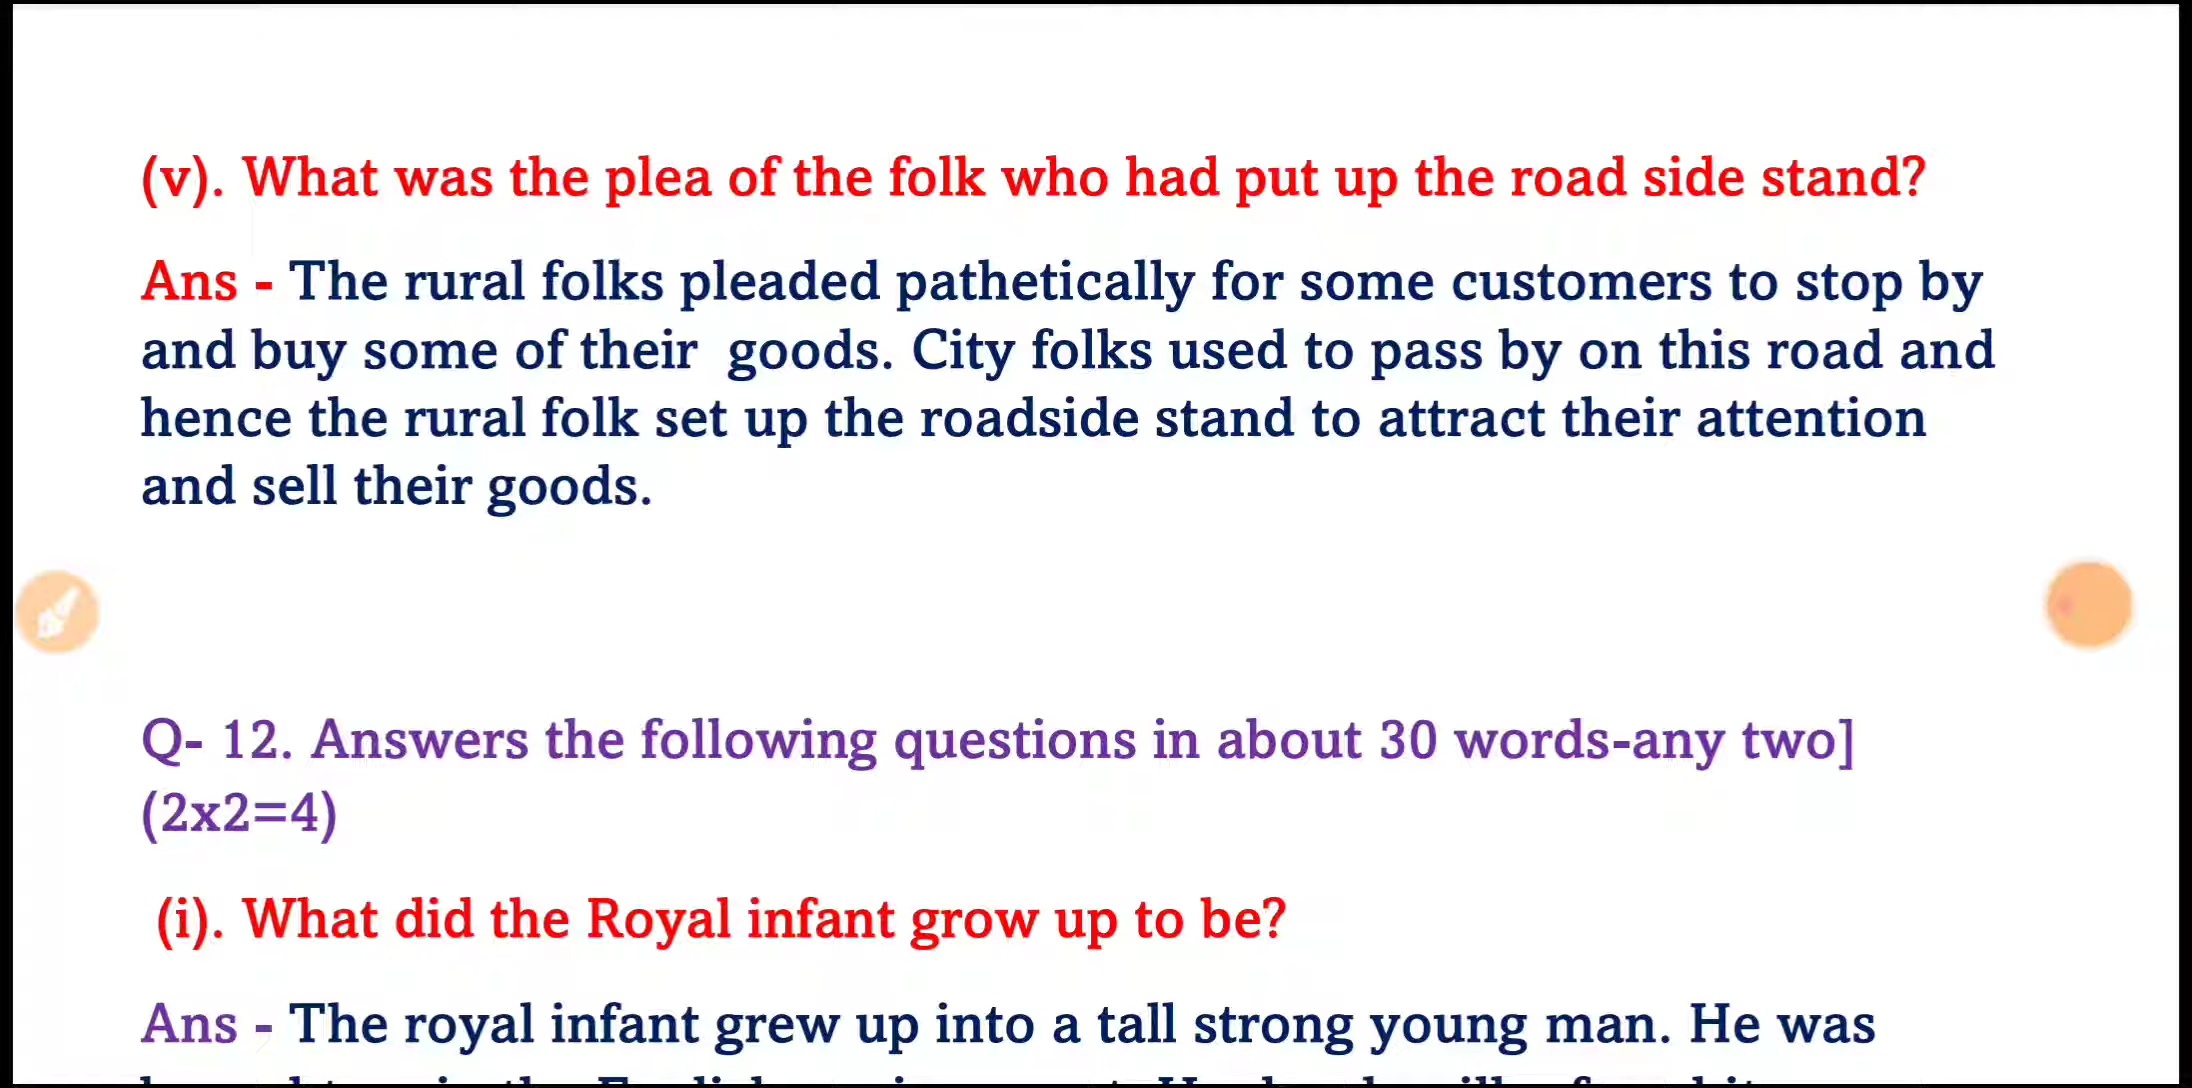 (v). What was the plea of the folk who had put up the road side stand?
Ans - The rural folks pleaded pathetically for some customers to stop by
and buy some of their goods. City folks used to pass by on this road and
hence the rural folk set up the roadside stand to attract their attention
and sell their goods.
Q- 12. Answers the following questions in about 30 words-any two]
(2x2=4)
(i). What did the Royal infant grow up to be?
Ans - The royal infant grew up into a tall strong young man. He was